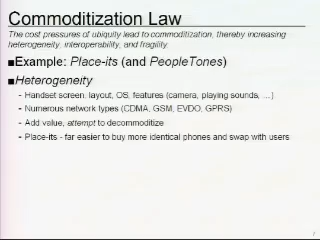 Commoditization Law
The cost pressures of ubiquity lead to commoditization, thereby increasing
heterogeneity, interoperability, and fragility.
■Example: Place-its (and PeopleTones)
■Heterogeneity
- Handset screen, layout, OS, features (camera, playing sounds, ...)
- Numerous network types (CDMA, GSM, EVDO, GPRS)
- Add value, attempt to decommoditize
- Place-its - far easier to buy more identical phones and swap with users